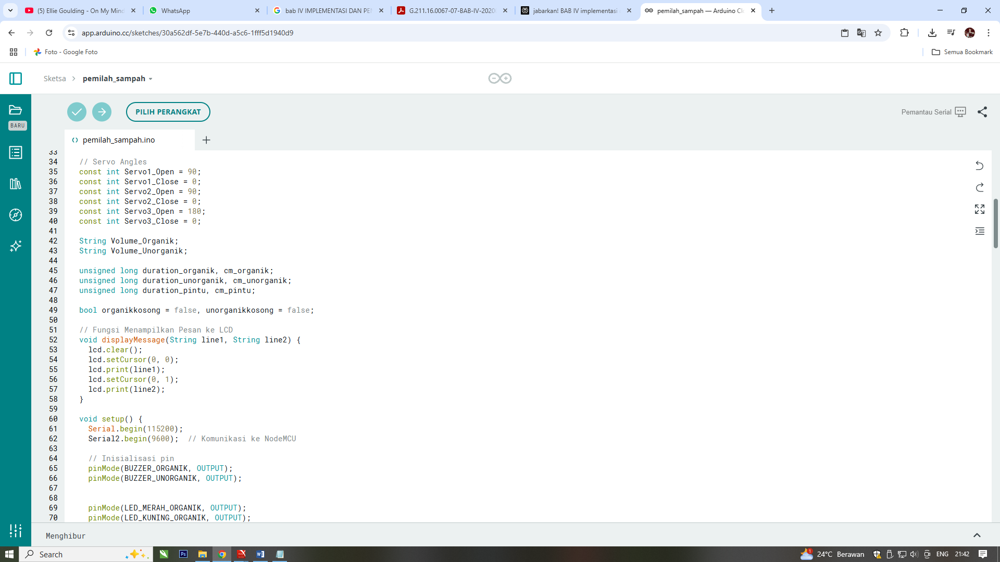 (5) Ellie Goulding - On My Mind
WhatsApp
bab IV IMPLEMENTASI DAN PE
G.211.16.0067-07-BAB-IV-2020
jabarkan! BAB IV implementasi
pemilah_sampah — Arduino Cl
app.arduino.cc/sketches/30a562df-5e7b-440d-a5c6-1fff5d1940d9
Foto - Google Foto
Semua Bookmark
Sketsa > pemilah_sampah
PILIH PERANGKAT
Pemantau Serial
BARU
pemilah_sampah.ino
33
34 // Servo Angles
35 const int Servo1_Open = 90;
36 const int Servo1_Close = 0;
37 const int Servo2_Open = 90;
38 const int Servo2_Close = 0;
39 const int Servo3_Open = 180;
40 const int Servo3_Close = 0;
41
42 String Volume_Organik;
43 String Volume_Unorganik;
44
45 unsigned long duration_organik, cm_organik;
46 unsigned long duration_unorganik, cm_unorganik;
47 unsigned long duration_pintu, cm_pintu;
48
49 bool organikkosong = false, unorganikkosong = false;
50
51 // Fungsi Menampilkan Pesan ke LCD
52 void displayMessage(String line1, String line2) {
53 lcd.clear();
54 lcd.setCursor(0, 0);
55 lcd.print(line1);
56 lcd.setCursor(0, 1);
57 lcd.print(line2);
58 }
59
60 void setup() {
61 Serial.begin(115200);
62 Serial2.begin(9600); // Komunikasi ke NodeMCU
63
64 // Inisialisasi pin
65 pinMode(BUZZER_ORGANIK, OUTPUT);
66 pinMode(BUZZER_UNORGANIK, OUTPUT);
67
68
69 pinMode(LED_MERAH_ORGANIK, OUTPUT);
70 pinMode(LED_KUNING_ORGANIK, OUTPUT);
Menghibur
Search
Ps
1
24°C Berawan
ENG
21:42